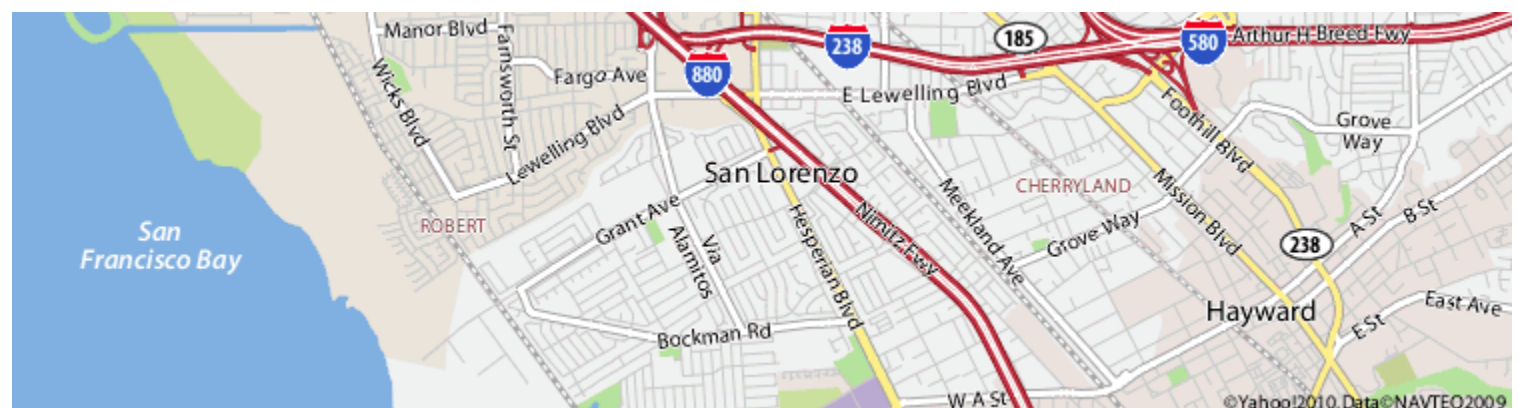 Manor Blvd
Farnsworth St
Fargo Ave
Wicks Blvd
Lewelling Blvd
880
238
185
580
Arthur H Breed Fwy
E Lewelling Blvd
Foothill Blvd
Grove
Way
San Lorenzo
CHERRYLAND
Mission Blvd
Meekland Ave
Grove Way
ROBERT
Grant Ave
Via
Alamitos
Hesperian Blvd
Nimitz Fwy
San
Francisco Bay
A St
B St
238
Hayward
East Ave
E St
Bockman Rd
W A St
©Yahoo!2010, Data©NAVTEQ2009